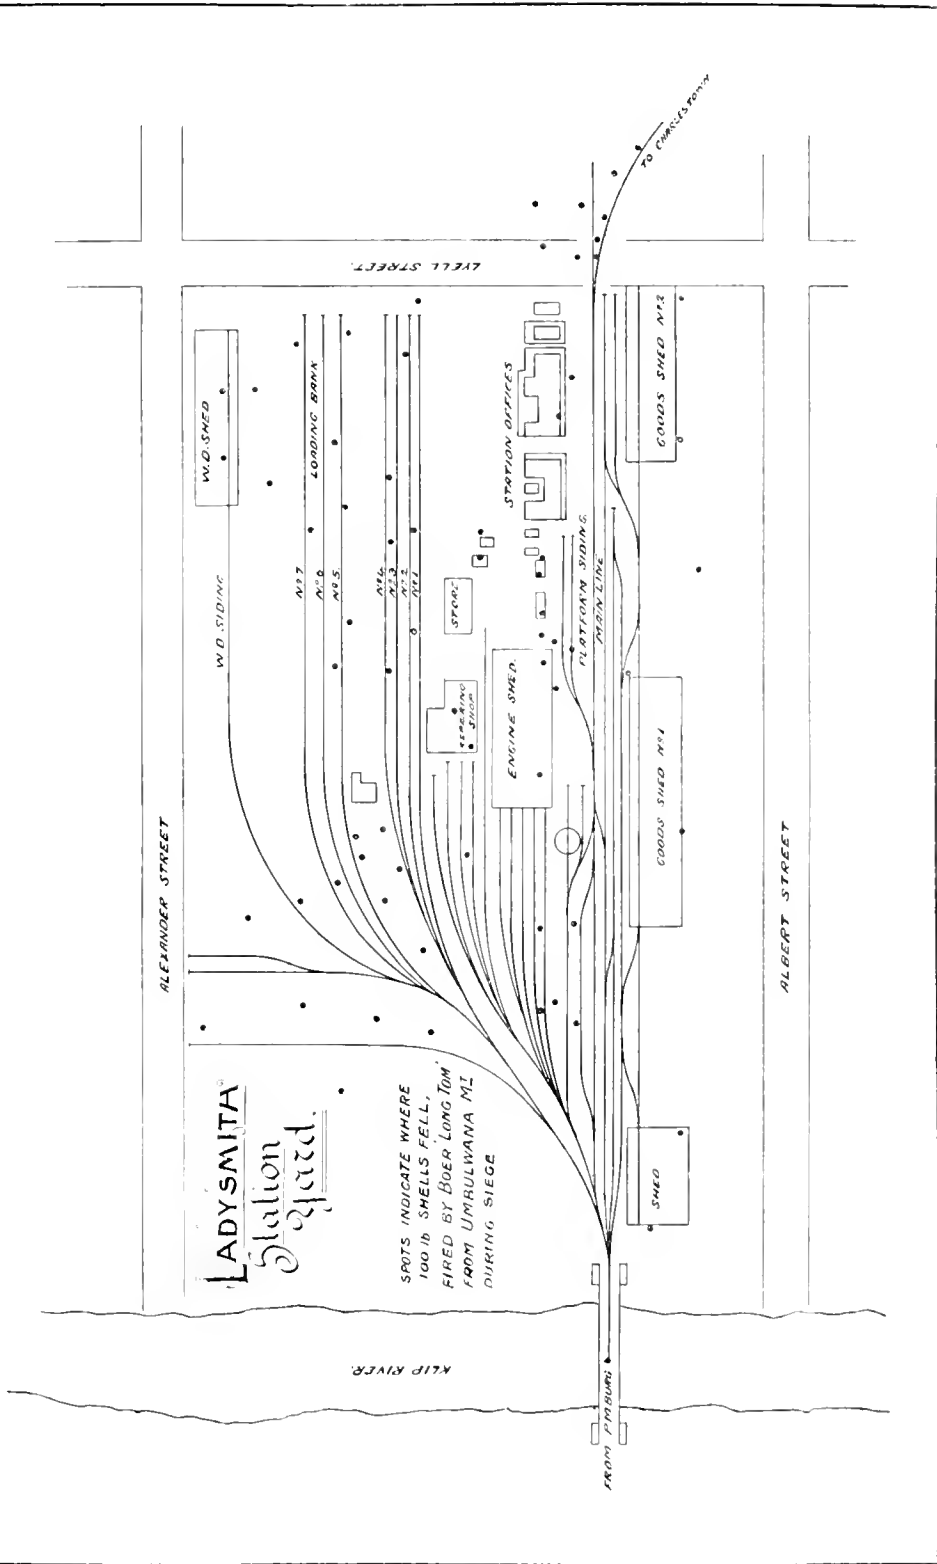 LADYSMITH
Station
Yard.
SPOTS INDICATE WHERE
100 lb SHELLS FELL,
FIRED BY BOER 'LONG TOM'
FROM UMBULWANA MT
DURING SIEGE
ALEXANDER STREET
W.D. SIDING
W.D. SHED
LOADING BANK
Nº 7
Nº 6
Nº 5
Nº 4
Nº 3
Nº 2
Nº 1
LYELL STREET.
KLIP RIVER.
REPAIRING
SHOP
STORE
ENGINE SHED.
STATION OFFICES
PLATFORM SIDING.
MAIN LINE
FROM PMBURG
TO CHARLESTOWN
SHED
GOODS SHED Nº 1
GOODS SHED Nº 2
ALBERT STREET